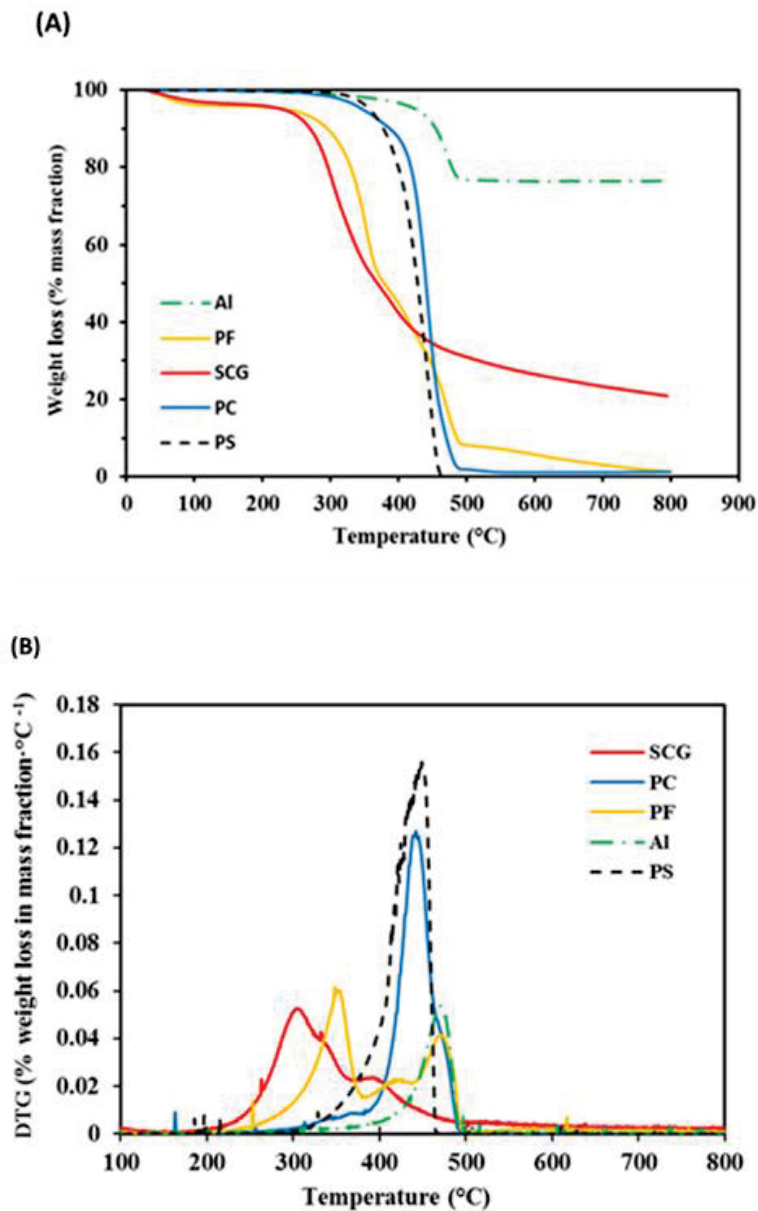 (A)
Weight loss (% mass fraction)
100
80
60
40
20
0
Al
PF
SCG
PC
PS
0 100 200 300 400 500 600 700 800 900
Temperature (°C)
(B)
DTG (% weight loss in mass fraction·°C⁻¹)
0.18
0.16
0.14
0.12
0.1
0.08
0.06
0.04
0.02
0
SCG
PC
PF
Al
PS
100 200 300 400 500 600 700 800
Temperature (°C)